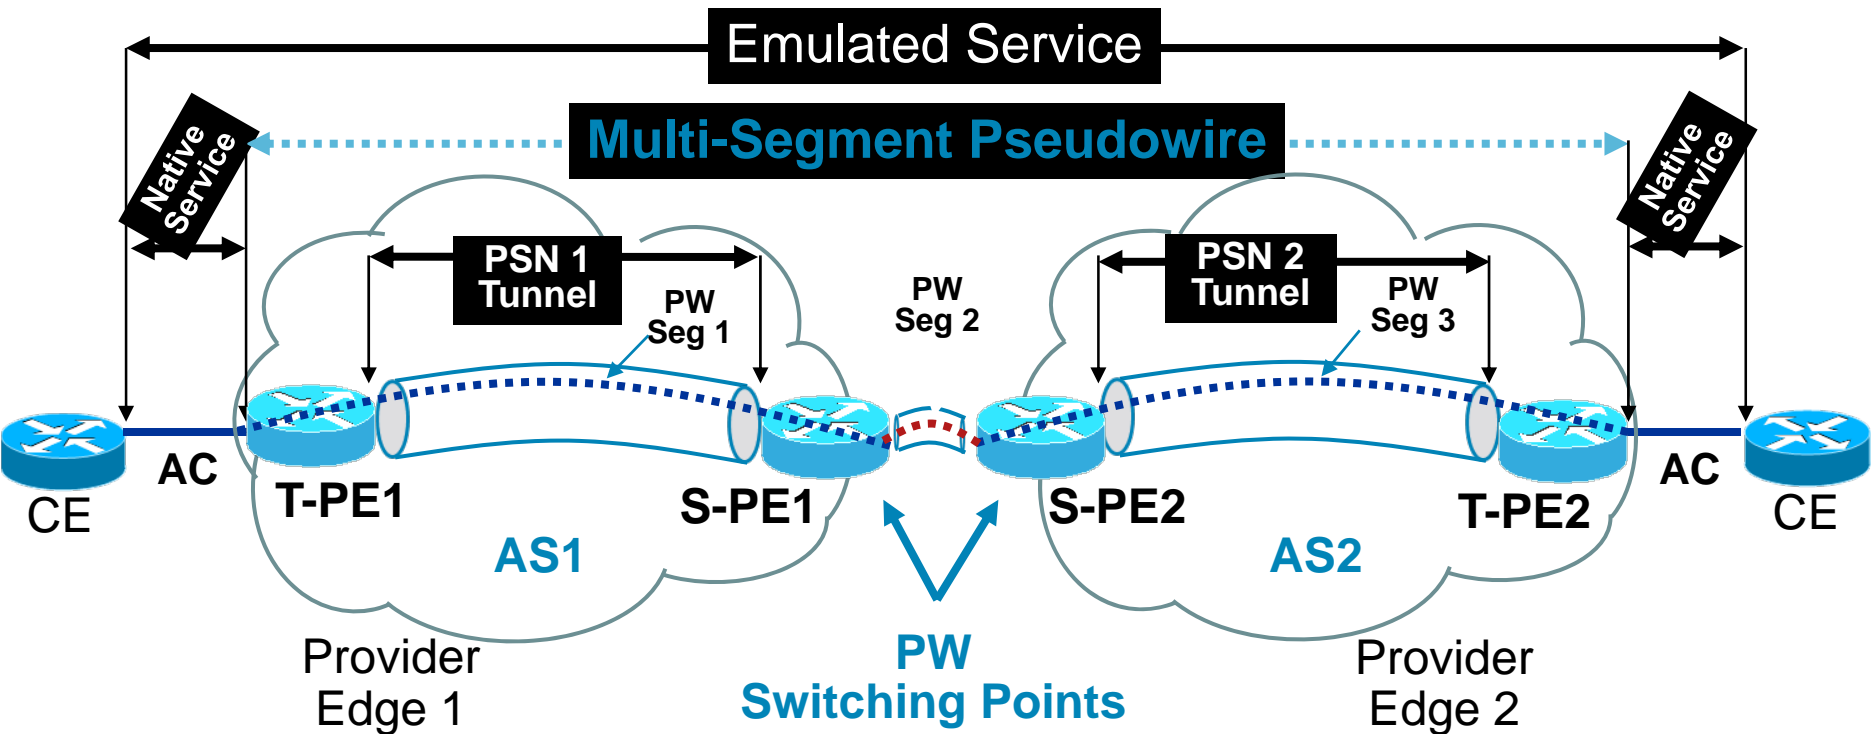 Emulated Service
Multi-Segment Pseudowire
Native
Service
Native
Service
PSN 1
Tunnel
PW
Seg 1
PW
Seg 2
PSN 2
Tunnel
PW
Seg 3
AC
AC
CE
T-PE1
S-PE1
S-PE2
T-PE2
CE
AS1
AS2
Provider
Edge 1
PW
Switching Points
Provider
Edge 2